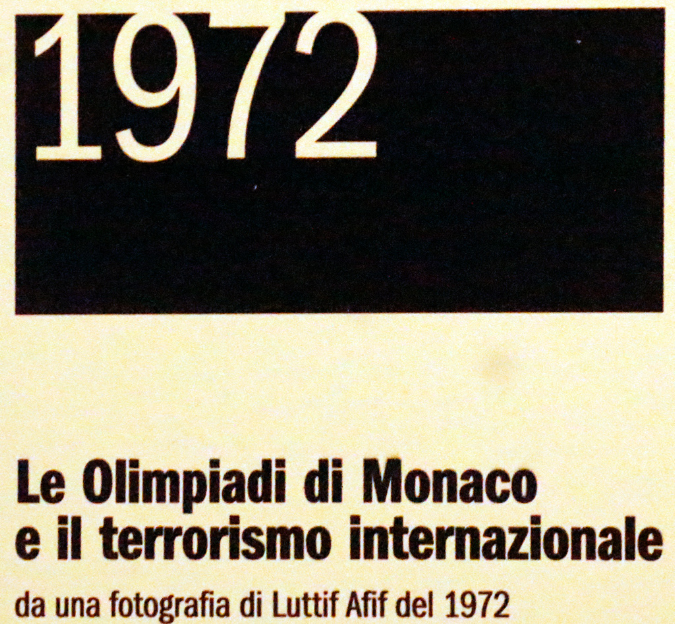 1972
Le Olimpiadi di Monaco
e il terrorismo internazionale
da una fotografia di Luttif Afif del 1972